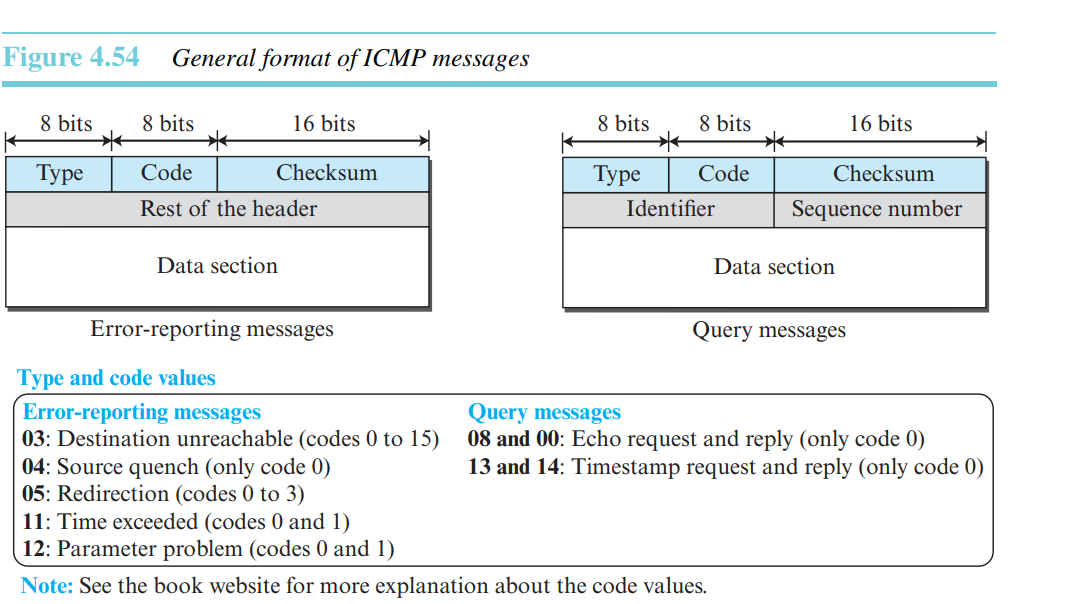 Figure 4.54 General format of ICMP messages
8 bits 8 bits 16 bits
Type Code Checksum
Rest of the header
Data section
Error-reporting messages
8 bits 8 bits 16 bits
Type Code Checksum
Identifier Sequence number
Data section
Query messages
Type and code values
Error-reporting messages
03: Destination unreachable (codes 0 to 15)
04: Source quench (only code 0)
05: Redirection (codes 0 to 3)
11: Time exceeded (codes 0 and 1)
12: Parameter problem (codes 0 and 1)
Query messages
08 and 00: Echo request and reply (only code 0)
13 and 14: Timestamp request and reply (only code 0)
Note: See the book website for more explanation about the code values.